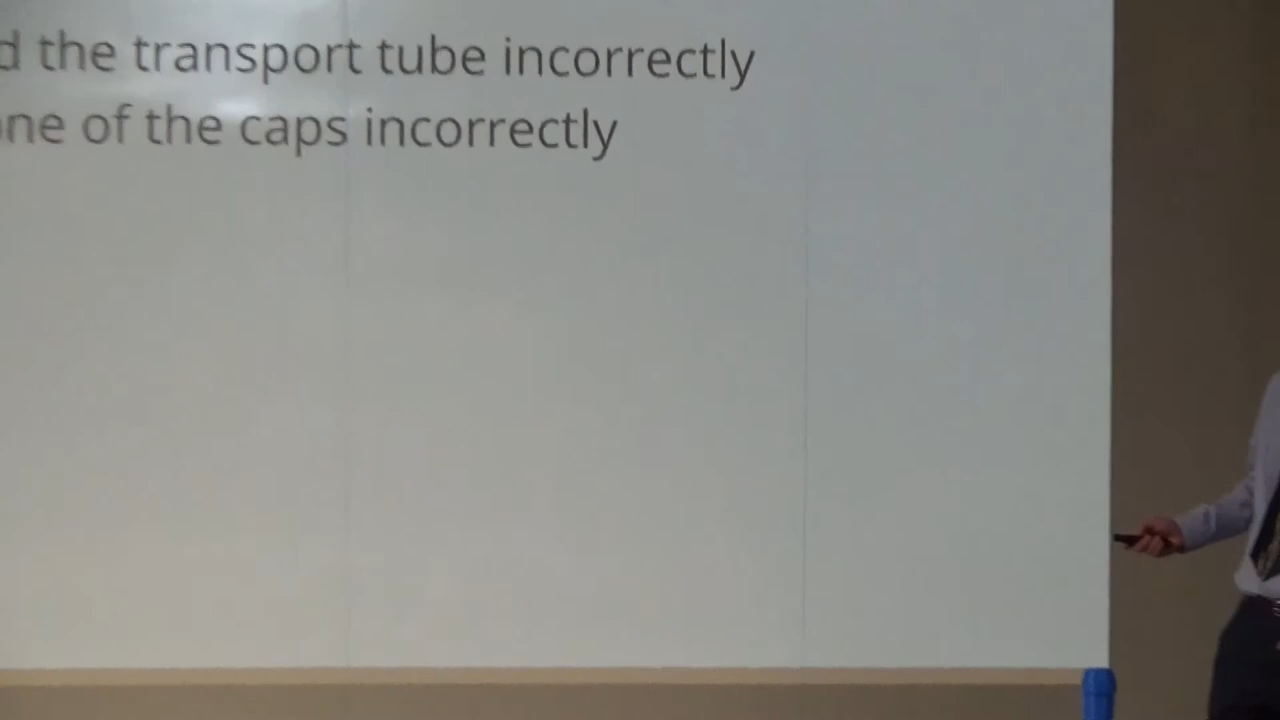 the transport tube incorrectly
of the caps incorrectly